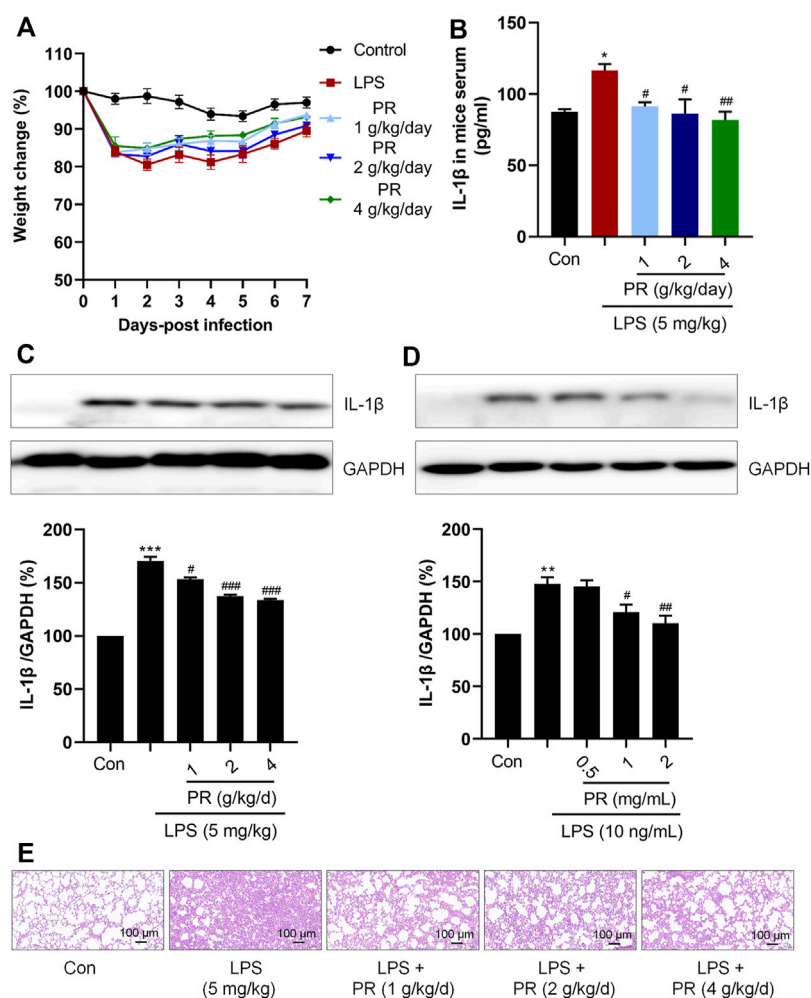 A
Weight change (%)
100
90
80
70
60
50
0 1 2 3 4 5 6 7
Days-post infection
Control
LPS
PR
1 g/kg/day
PR
2 g/kg/day
PR
4 g/kg/day
B
IL-1β in mice serum
(pg/ml)
150
100
50
0
* # # ##
Con 1 2 4
PR (g/kg/day)
LPS (5 mg/kg)
C
IL-1β
GAPDH
IL-1β /GAPDH (%)
200
150
100
50
0
*** # ### ###
Con 1 2 4
PR (g/kg/d)
LPS (5 mg/kg)
D
IL-1β
GAPDH
IL-1β /GAPDH (%)
200
150
100
50
0
** # ##
Con 0.5 1 2
PR (mg/mL)
LPS (10 ng/mL)
E
100 µm 100 µm 100 µm 100 µm 100 µm
Con
LPS
(5 mg/kg)
LPS +
PR (1 g/kg/d)
LPS +
PR (2 g/kg/d)
LPS +
PR (4 g/kg/d)